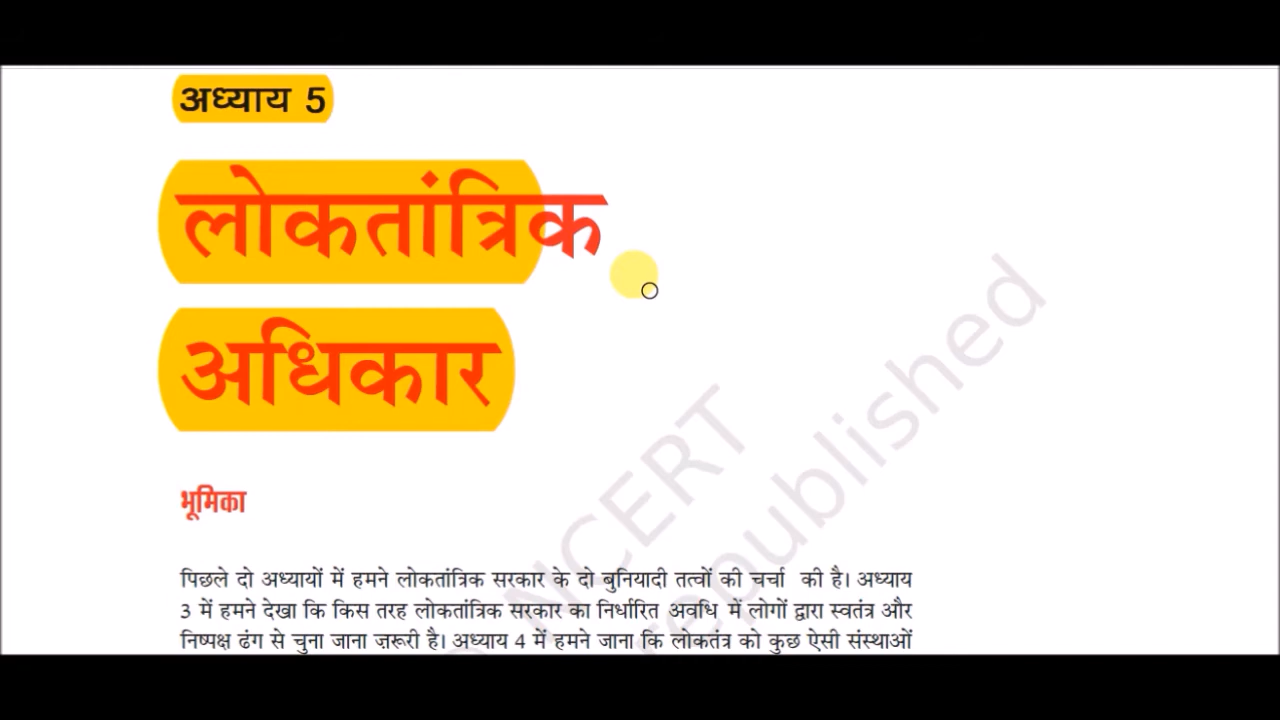 अध्याय 5
लोकतांत्रिक
अधिकार
भूमिका
पिछले दो अध्यायों में हमने लोकतांत्रिक सरकार के दो बुनियादी तत्वों की चर्चा की है। अध्याय
3 में हमने देखा कि किस तरह लोकतांत्रिक सरकार का निर्धारित अवधि में लोगों द्वारा स्वतंत्र और
निष्पक्ष ढंग से चुना जाना ज़रूरी है। अध्याय 4 में हमने जाना कि लोकतंत्र को कुछ ऐसी संस्थाओं
NCERT
republished